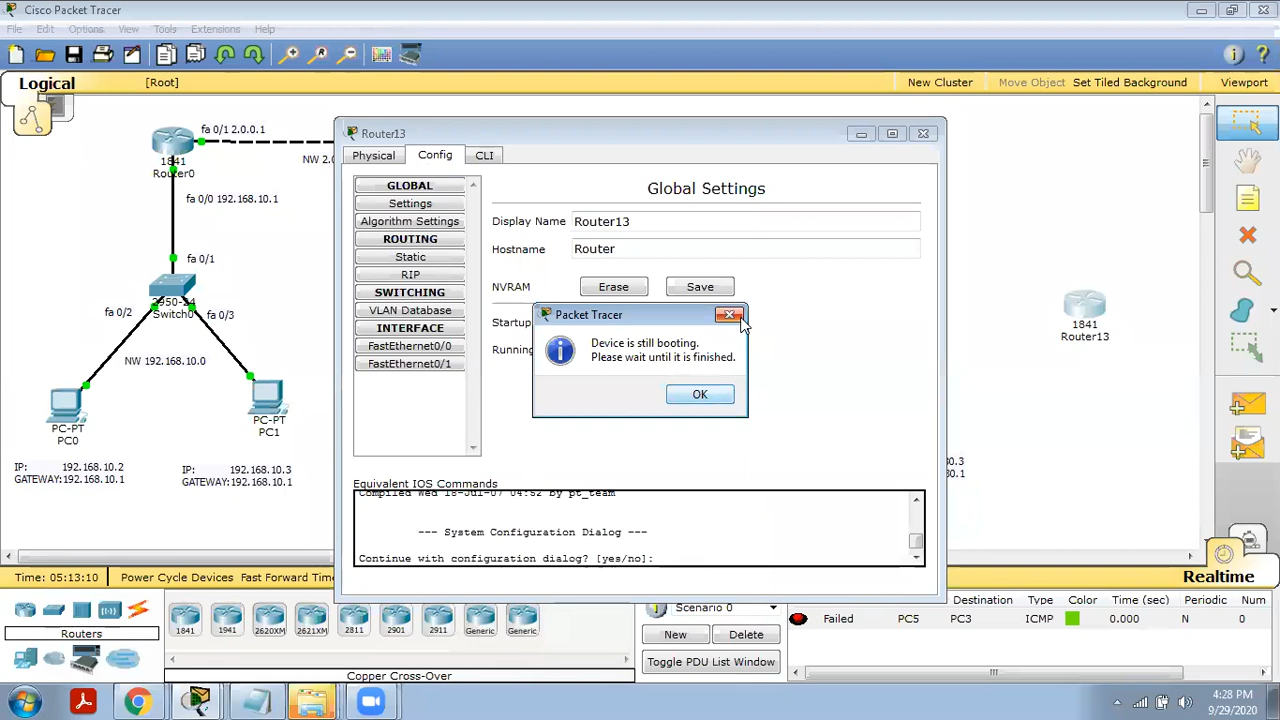 Cisco Packet Tracer
File Edit Options View Tools Extensions Help
Logical
[Root]
New Cluster
Move Object
Set Tiled Background
Viewport
fa 0/1 2.0.0.1
1841
Router0
fa 0/0 192.168.10.1
fa 0/1
2950-24
Switch0
fa 0/2
fa 0/3
NW 192.168.10.0
PC-PT
PC0
PC-PT
PC1
IP: 192.168.10.2
GATEWAY:192.168.10.1
IP: 192.168.10.3
GATEWAY:192.168.10.1
Router13
Physical
Config
CLI
GLOBAL
Settings
Algorithm Settings
ROUTING
Static
RIP
SWITCHING
VLAN Database
INTERFACE
FastEthernet0/0
FastEthernet0/1
Global Settings
Display Name Router13
Hostname Router
NVRAM Erase Save
Startup
Packet Tracer
Device is still booting.
Please wait until it is finished.
OK
Equivalent IOS Commands
Compiled Wed 18-Jul-07 04:52 by pt_team
--- System Configuration Dialog ---
Continue with configuration dialog? [yes/no]:
1841
Router13
Time: 05:13:10
Power Cycle Devices Fast Forward
Realtime
Routers
1841
1941
2620XM
2621XM
2811
2901
2911
Generic
Generic
Copper Cross-Over
Scenario 0
New
Delete
Toggle PDU List Window
Destination Type Color Time (sec) Periodic Num
Failed PC5 PC3 ICMP 0.000 N 0
4:28 PM
9/29/2020